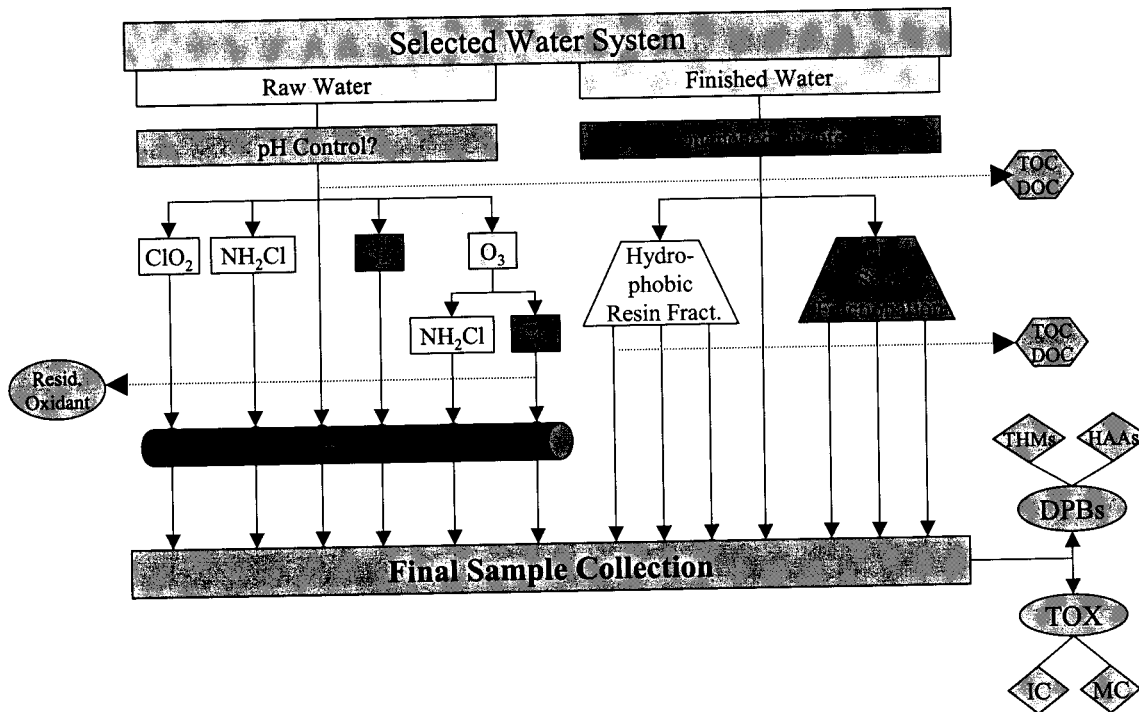 Selected Water System
Raw Water
Finished Water
pH Control?
TOC
DOC
ClO₂
NH₂Cl
O₃
Hydro-
phobic
Resin Fract.
NH₂Cl
TOC
DOC
Resid.
Oxidant
THMs
HAAs
DPBs
Final Sample Collection
TOX
IC
MC